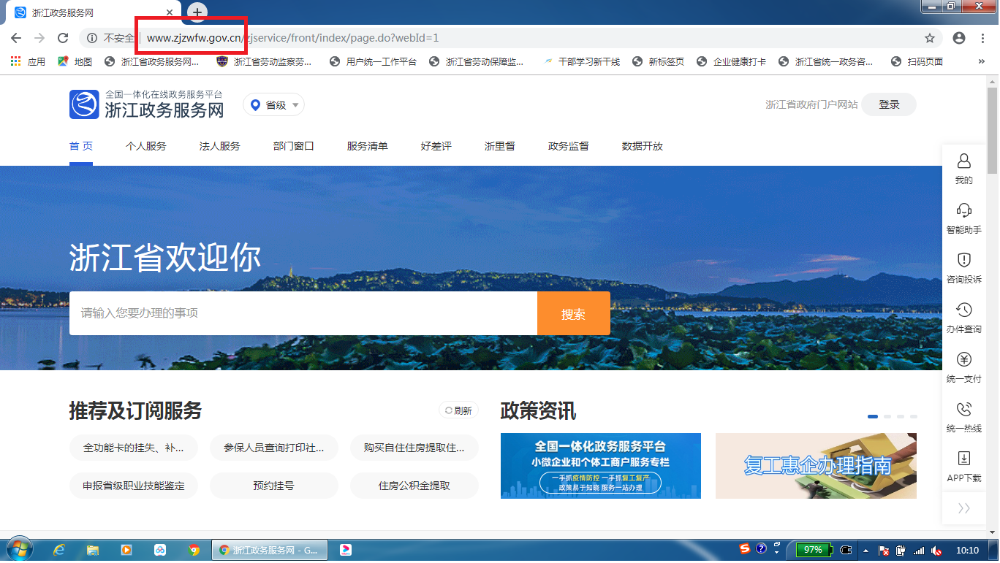 浙江政务服务网
不安全 | www.zjzwfw.gov.cn/zjservice/front/index/page.do?webId=1
应用 地图 浙江省政务服务网... 浙江省劳动监察劳... 用户统一工作平台 浙江省劳动保障监... 干部学习新干线 新标签页 企业健康打卡 浙江省统一政务咨... 扫码页面 »
全国一体化在线政务服务平台
浙江政务服务网
省级
浙江省政府门户网站 登录
首 页 个人服务 法人服务 部门窗口 服务清单 好差评 浙里督 政务监督 数据开放
浙江省欢迎你
请输入您要办理的事项 搜索
我的
智能助手
咨询投诉
办件查询
统一支付
统一热线
APP下载
推荐及订阅服务 刷新
全功能卡的挂失、补... 参保人员查询打印社... 购买自住住房提取住...
申报省级职业技能鉴定 预约挂号 住房公积金提取
政策资讯
全国一体化政务服务平台
小微企业和个体工商户服务专栏
一手抓疫情防控 一手抓复工复产
政策易于知晓 服务一站办理
复工惠企办理指南
浙江政务服务网 - G...
97%
10:10